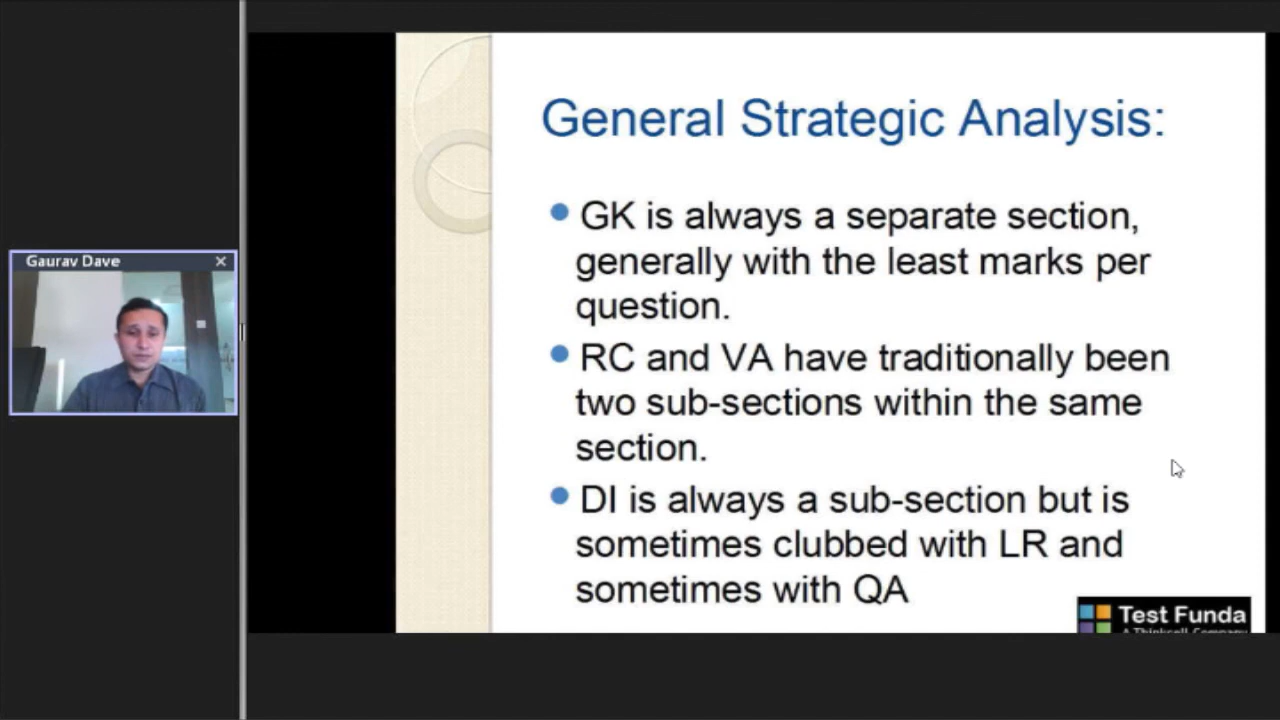 Gaurav Dave
General Strategic Analysis:
GK is always a separate section,
generally with the least marks per
question.
RC and VA have traditionally been
two sub-sections within the same
section.
DI is always a sub-section but is
sometimes clubbed with LR and
sometimes with QA
Test Funda
A Thinkcell Company